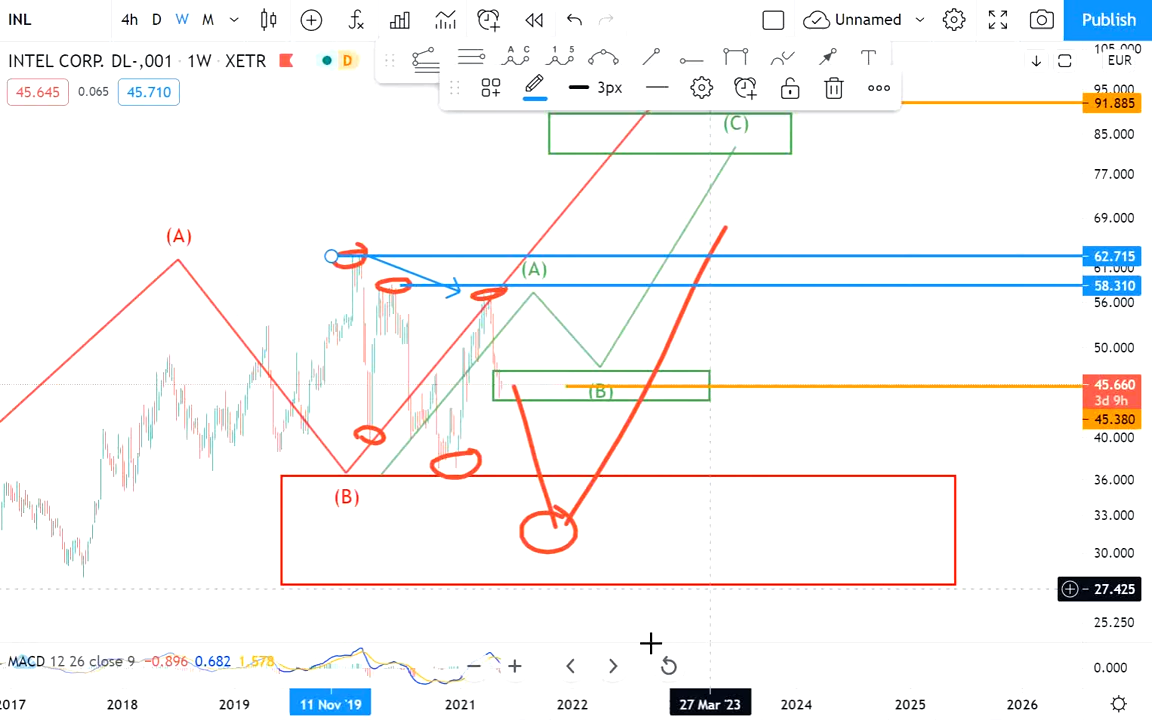 INL 4h D W M Unnamed Publish
INTEL CORP. DL-,001 · 1W · XETR D
45.645 0.065 45.710
A C 1 5 T
3px
105.000
EUR
95.000
91.885
85.000
77.000
69.000
62.715
61.000
58.310
56.000
50.000
45.660
3d 9h
45.380
40.000
36.000
33.000
30.000
27.425
25.250
0.000
(C)
(A)
(A)
(B)
(B)
MACD 12 26 close 9 −0.896 0.682 1.578
2017 2018 2019 11 Nov '19 2021 2022 27 Mar '23 2024 2025 2026